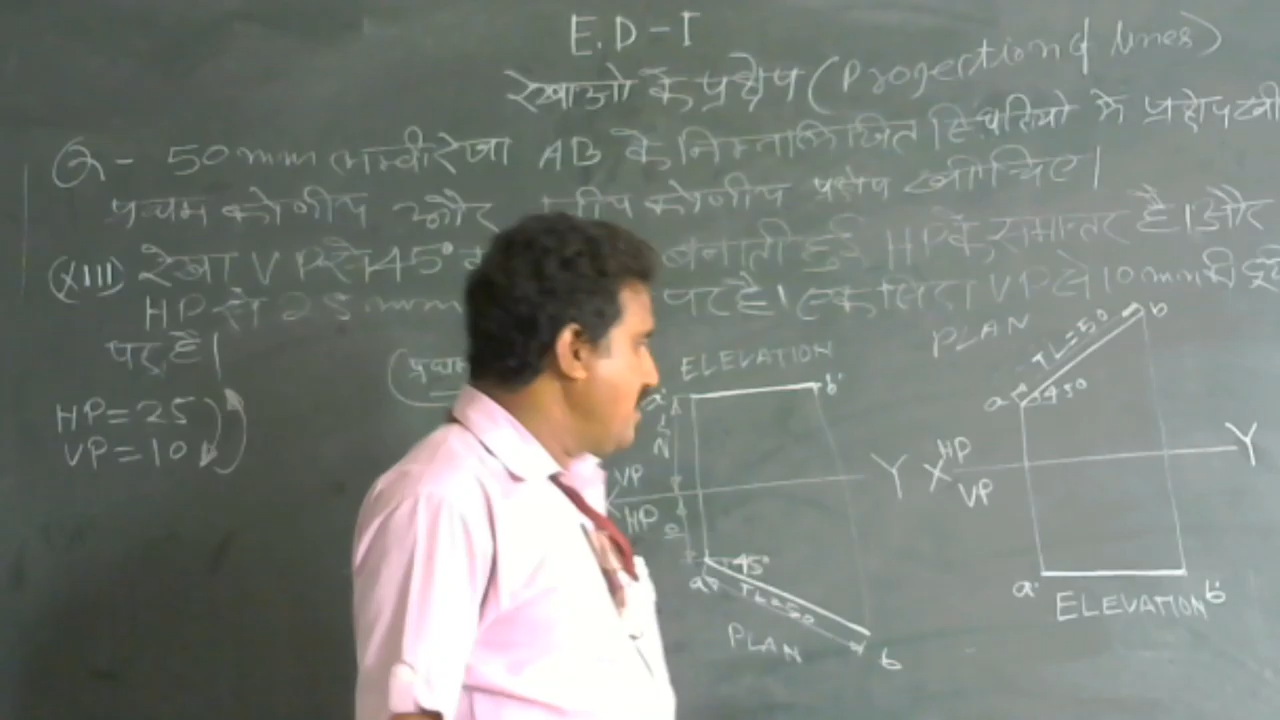 E.D-I
रेखाओ के प्रक्षेप (Projection of lines)
Q- 50mm लम्बी रेखा AB के निम्नलिखित स्थितियो मे प्रक्षेप
प्रथम कोणीय और कोणीय प्रक्षेप खीचिए।
(XIII) रेखा VP से 45° बनाती हुई HP के समान्तर है। और
HP से 25mm पर है। एक सिरा VP से 10mm की
पर है।
HP=25
VP=10
ELEVATION
a'
b'
VP
HP
Y
45°
a
TL=50
PLAN
b
PLAN
TL=50
b
a
45°
HP
X
VP
Y
a'
b'
ELEVATION